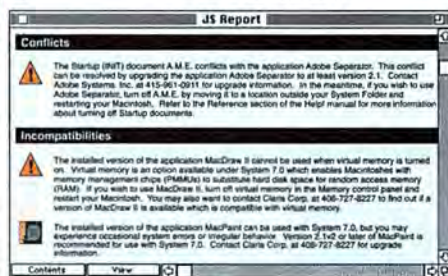 JS Report
Conflicts
The Startup (INIT) document A.M.E. conflicts with the application Adobe Separator. This conflict
can be resolved by upgrading the application Adobe Separator to at least version 2.1. Contact
Adobe Systems, Inc. at 415-961-0911 for upgrade information. In the meantime, if you wish to use
Adobe Separator, turn off A.M.E. by moving it to a location outside your System Folder and
restarting your Macintosh. Refer to the Reference section of the Help! manual for more information
about turning off Startup documents.
Incompatibilities
The installed version of the application MacDraw II cannot be used when virtual memory is turned
on. Virtual memory is an option available under System 7.0 which enables Macintoshes with
memory management chips (PMMUs) to substitute hard disk space for random access memory
(RAM). If you wish to use MacDraw II, turn off virtual memory in the Memory control panel and
restart your Macintosh. You may also want to contact Claris Corp. at 408-727-8227 to find out if a
version of MacDraw II is available which is compatible with virtual memory.
The installed version of the application MacPaint can be used with System 7.0, but you may
experience occasional system errors or irregular behavior. Version 2.1v2 or later of MacPaint is
recommended for use with System 7.0. Contact Claris Corp. at 408-727-8227 for upgrade
information.
Contents View